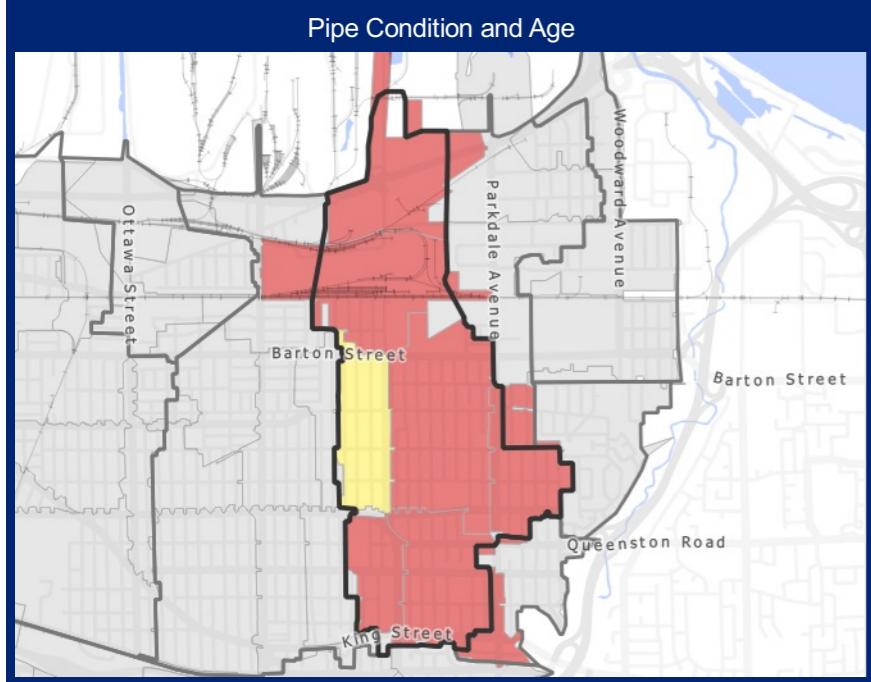 Pipe Condition and Age
Woodward Avenue
Parkdale Avenue
Ottawa Street
Barton Street
Barton Street
Queenston Road
King Street